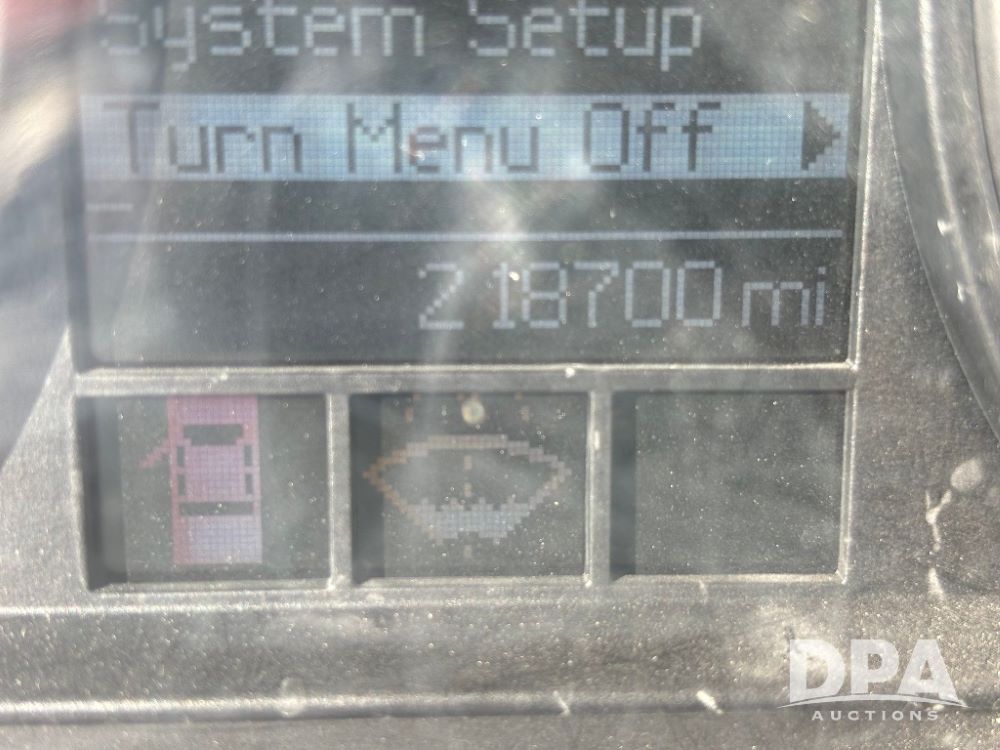 System Setup
Turn Menu Off
218700 mi
DPA
AUCTIONS